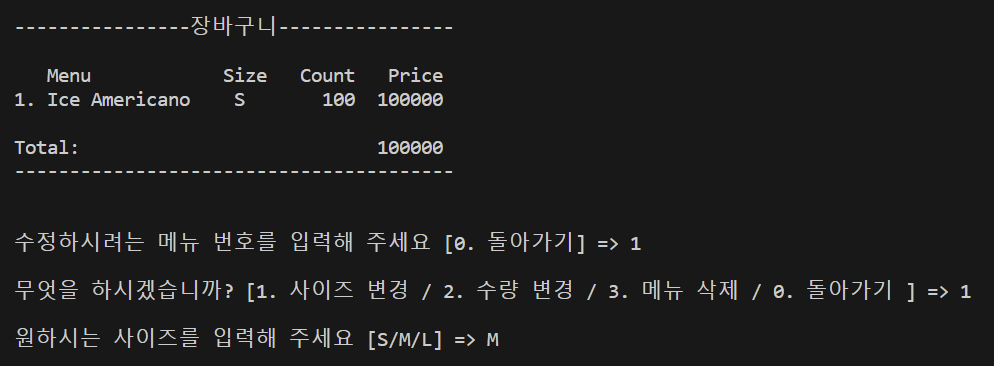 ----------------장바구니----------------
Menu Size Count Price
1. Ice Americano S 100 100000
Total: 100000
----------------------------------------
수정하시려는 메뉴 번호를 입력해 주세요 [0. 돌아가기] => 1
무엇을 하시겠습니까? [1. 사이즈 변경 / 2. 수량 변경 / 3. 메뉴 삭제 / 0. 돌아가기 ] => 1
원하시는 사이즈를 입력해 주세요 [S/M/L] => M